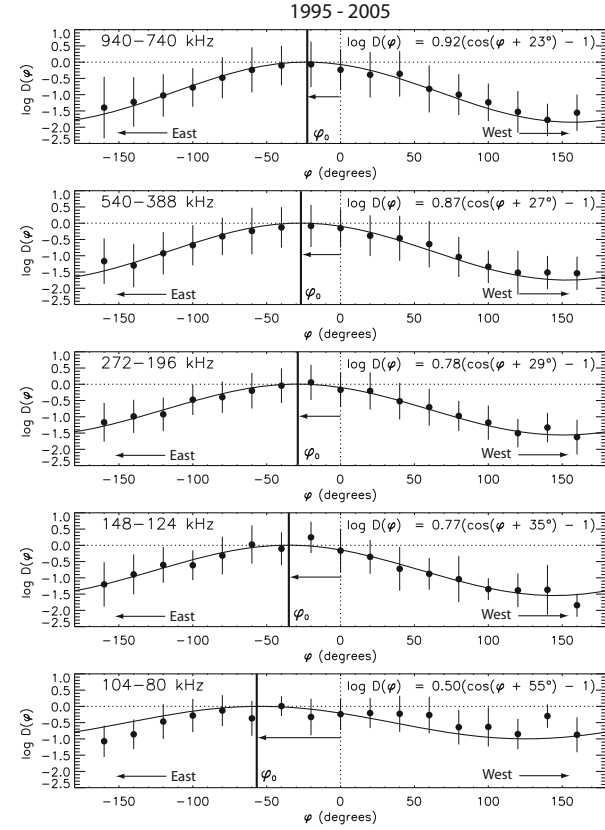 1995 - 2005
940–740 kHz
log D(φ) = 0.92(cos(φ + 23°) − 1)
1.0
0.5
0.0
−0.5
−1.0
−1.5
−2.0
−2.5
log D(φ)
East
φ₀
West
−150 −100 −50 0 50 100 150
φ (degrees)
540–388 kHz
log D(φ) = 0.87(cos(φ + 27°) − 1)
1.0
0.5
0.0
−0.5
−1.0
−1.5
−2.0
−2.5
log D(φ)
East
φ₀
West
−150 −100 −50 0 50 100 150
φ (degrees)
272–196 kHz
log D(φ) = 0.78(cos(φ + 29°) − 1)
1.0
0.5
0.0
−0.5
−1.0
−1.5
−2.0
−2.5
log D(φ)
East
φ₀
West
−150 −100 −50 0 50 100 150
φ (degrees)
148–124 kHz
log D(φ) = 0.77(cos(φ + 35°) − 1)
1.0
0.5
0.0
−0.5
−1.0
−1.5
−2.0
−2.5
log D(φ)
East
φ₀
West
−150 −100 −50 0 50 100 150
φ (degrees)
104–80 kHz
log D(φ) = 0.50(cos(φ + 55°) − 1)
1.0
0.5
0.0
−0.5
−1.0
−1.5
−2.0
−2.5
log D(φ)
East
φ₀
West
−150 −100 −50 0 50 100 150
φ (degrees)